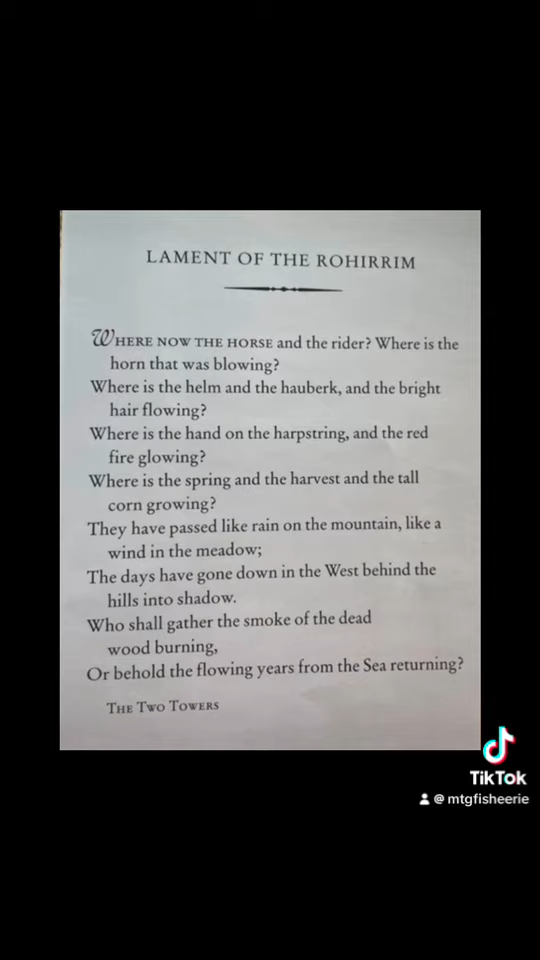 LAMENT OF THE ROHIRRIM
WHERE NOW THE HORSE and the rider? Where is the
horn that was blowing?
Where is the helm and the hauberk, and the bright
hair flowing?
Where is the hand on the harpstring, and the red
fire glowing?
Where is the spring and the harvest and the tall
corn growing?
They have passed like rain on the mountain, like a
wind in the meadow;
The days have gone down in the West behind the
hills into shadow.
Who shall gather the smoke of the dead
wood burning,
Or behold the flowing years from the Sea returning?
THE TWO TOWERS
TikTok
@ mtgfisheerie